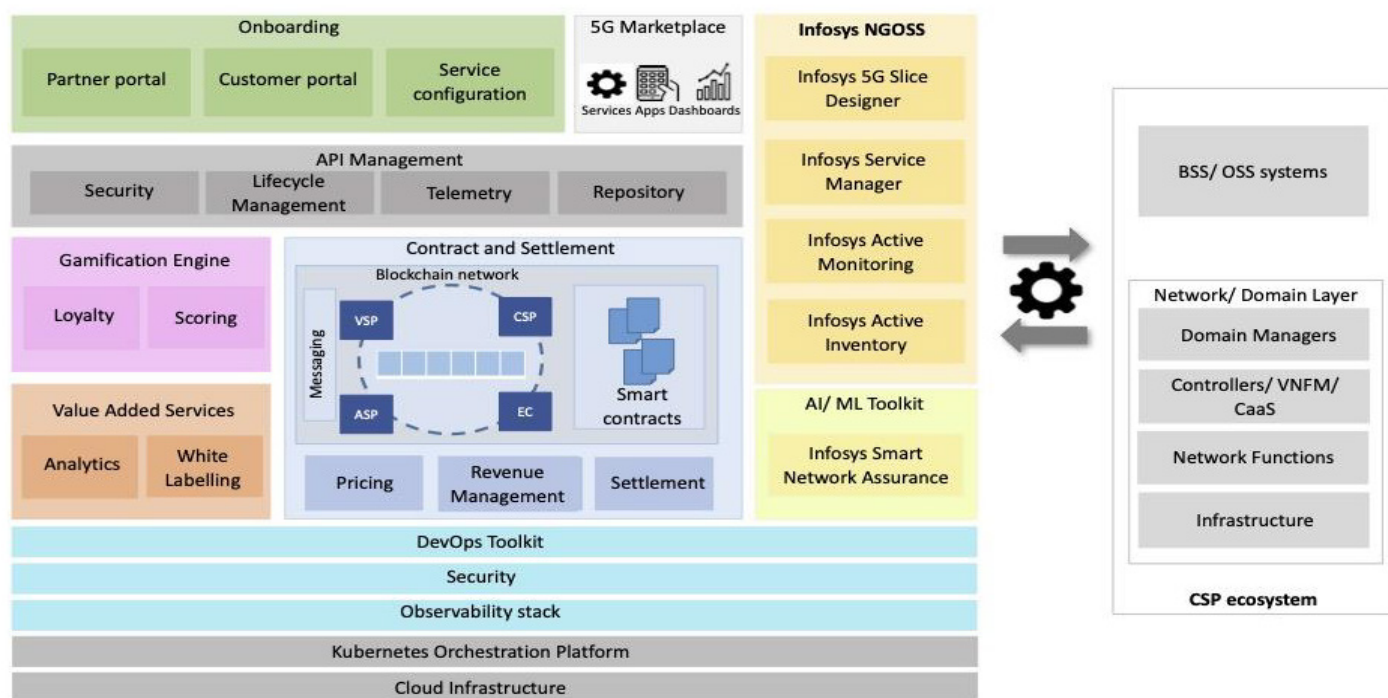 Onboarding
Partner portal
Customer portal
Service
configuration
5G Marketplace
Services Apps Dashboards
API Management
Security
Lifecycle
Management
Telemetry
Repository
Gamification Engine
Loyalty
Scoring
Value Added Services
Analytics
White
Labelling
Contract and Settlement
Blockchain network
Messaging
VSP
CSP
ASP
EC
Smart
contracts
Pricing
Revenue
Management
Settlement
Infosys NGOSS
Infosys 5G Slice
Designer
Infosys Service
Manager
Infosys Active
Monitoring
Infosys Active
Inventory
AI/ ML Toolkit
Infosys Smart
Network Assurance
DevOps Toolkit
Security
Observability stack
Kubernetes Orchestration Platform
Cloud Infrastructure
BSS/ OSS systems
Network/ Domain Layer
Domain Managers
Controllers/ VNFM/
CaaS
Network Functions
Infrastructure
CSP ecosystem